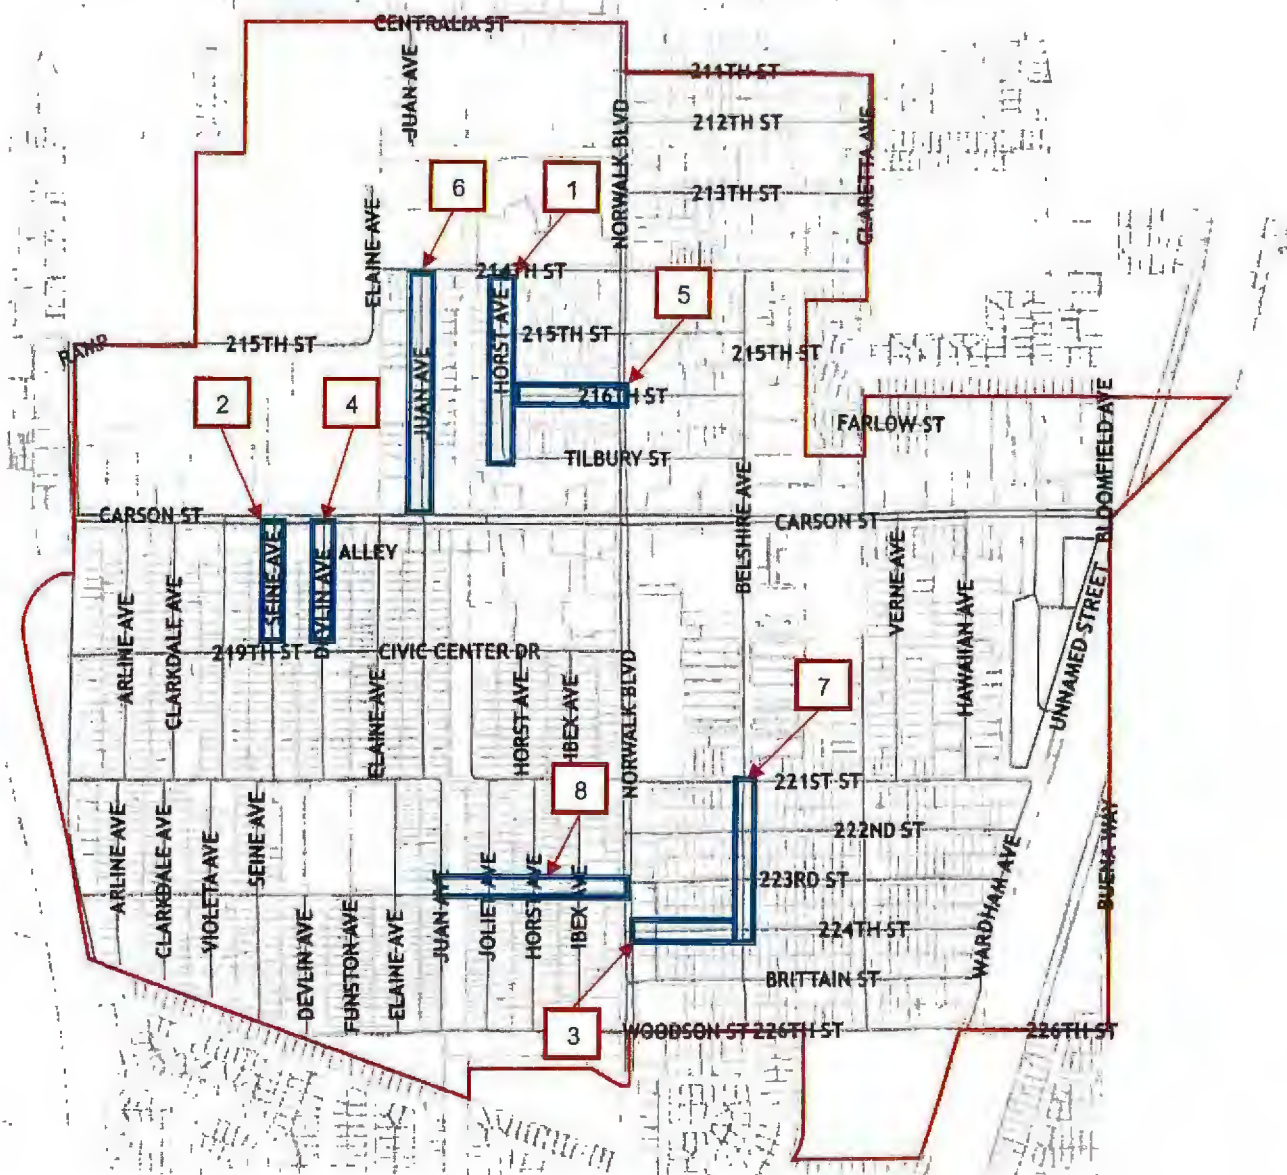 CENTRALIA ST
JUAN AVE
211TH ST
NORWALK BLVD
212TH ST
CLARETTA AVE
6
1
213TH ST
ELAINE AVE
214TH ST
5
RAMP
215TH ST
HORST AVE
215TH ST
215TH ST
JUAN AVE
2
4
216TH ST
FARLOW ST
BLOOMFIELD AVE
TILBURY ST
CARSON ST
CARSON ST
BELSHIRE AVE
SEINE AVE
DEVLIN AVE
ALLEY
VERNE AVE
HAWAIIAN AVE
UNNAMED STREET
ARLINE AVE
CLARKDALE AVE
219TH ST
CIVIC CENTER DR
ELAINE AVE
HORST AVE
IBEX AVE
NORWALK BLVD
7
221ST ST
8
222ND ST
ARLINE AVE
CLARKDALE AVE
VIOLETA AVE
SEINE AVE
WARDHAM AVE
BUENA WAY
223RD ST
JUAN AVE
JOLIET AVE
HORST AVE
IBEX AVE
224TH ST
DEVLIN AVE
FUNSTON AVE
ELAINE AVE
BRITTAIN ST
3
WOODSON ST
226TH ST
226TH ST